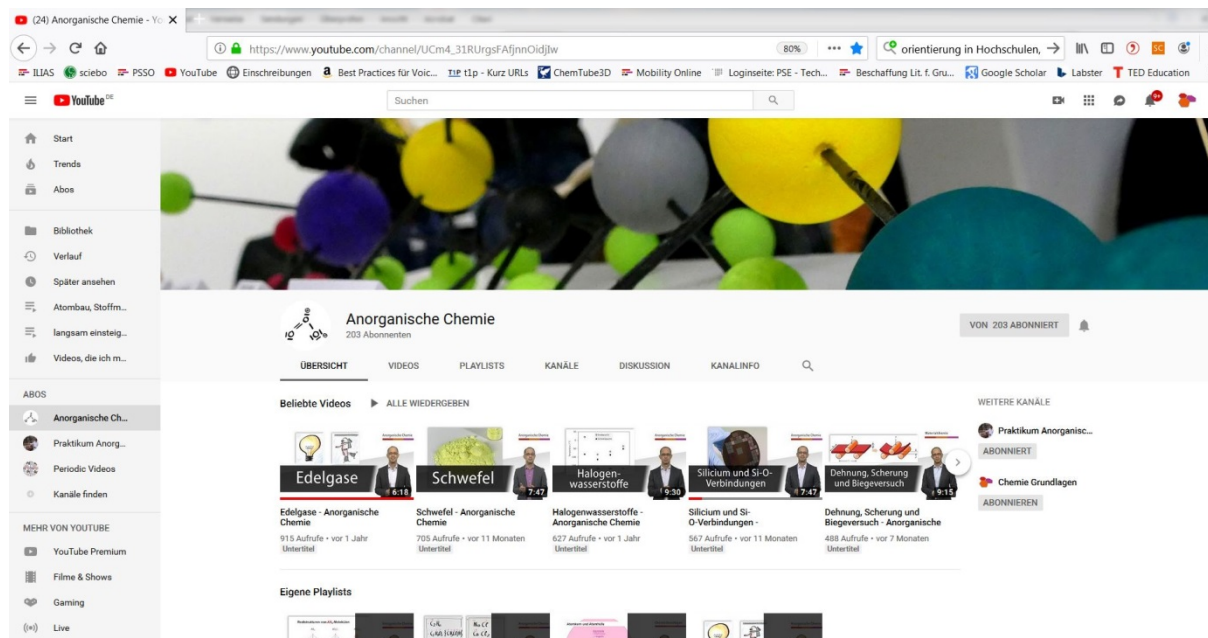 (24) Anorganische Chemie - Yo
https://www.youtube.com/channel/UCm4_31RUrgsFAfjnnOidjIw
80%
orientierung in Hochschulen,
ILIAS sciebo PSSO YouTube Einschreibungen Best Practices für Voic... t1p - Kurz URLs ChemTube3D Mobility Online Loginseite: PSE - Tech... Beschaffung Lit. f. Gru... Google Scholar Labster TED Education
YouTube DE
Suchen
9+
Start
Trends
Abos
Bibliothek
Verlauf
Später ansehen
Atombau, Stoffm...
langsam einsteig...
Videos, die ich m...
ABOS
Anorganische Ch...
Praktikum Anorg...
Periodic Videos
Kanäle finden
MEHR VON YOUTUBE
YouTube Premium
Filme & Shows
Gaming
Live
Anorganische Chemie
203 Abonnenten
VON 203 ABONNIERT
ÜBERSICHT VIDEOS PLAYLISTS KANÄLE DISKUSSION KANALINFO
Beliebte Videos ALLE WIEDERGEBEN
Edelgase
6:18
Edelgase - Anorganische
Chemie
915 Aufrufe • vor 1 Jahr
Untertitel
Schwefel
7:47
Schwefel - Anorganische
Chemie
705 Aufrufe • vor 11 Monaten
Untertitel
Halogen-
wasserstoffe
9:30
Halogenwasserstoffe -
Anorganische Chemie
627 Aufrufe • vor 1 Jahr
Untertitel
Silicium und Si-O-
Verbindungen
7:47
Silicium und Si-
O-Verbindungen -
567 Aufrufe • vor 11 Monaten
Untertitel
Dehnung, Scherung
und Biegeversuch
9:15
Dehnung, Scherung und
Biegeversuch - Anorganische
488 Aufrufe • vor 7 Monaten
Untertitel
WEITERE KANÄLE
Praktikum Anorganisc...
ABONNIERT
Chemie Grundlagen
ABONNIEREN
Eigene Playlists